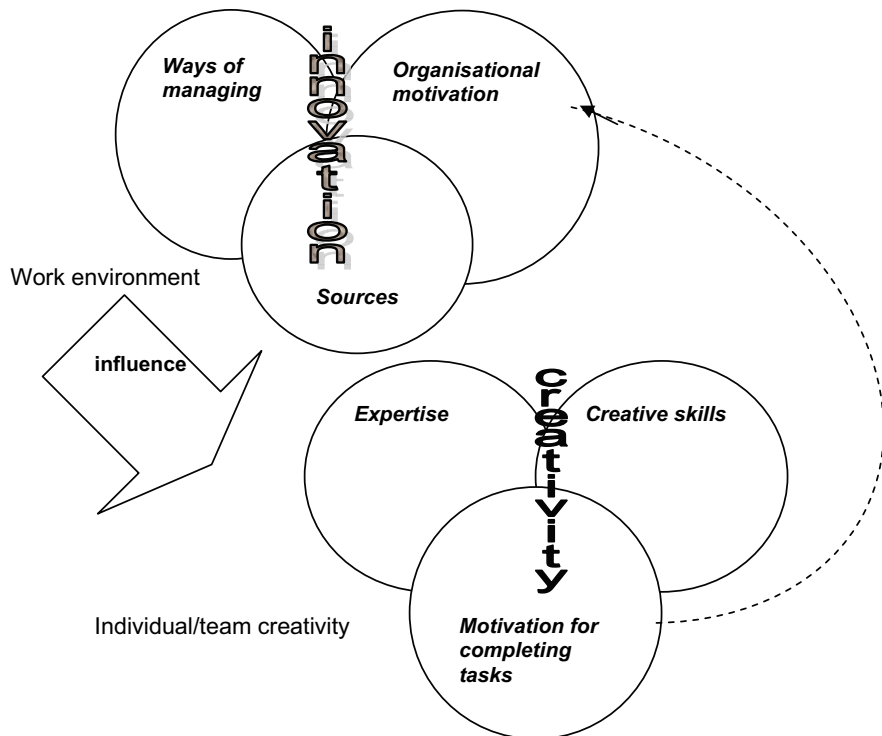 innovation
Ways of
managing
Organisational
motivation
Sources
Work environment
influence
creativity
Expertise
Creative skills
Individual/team creativity
Motivation for
completing
tasks